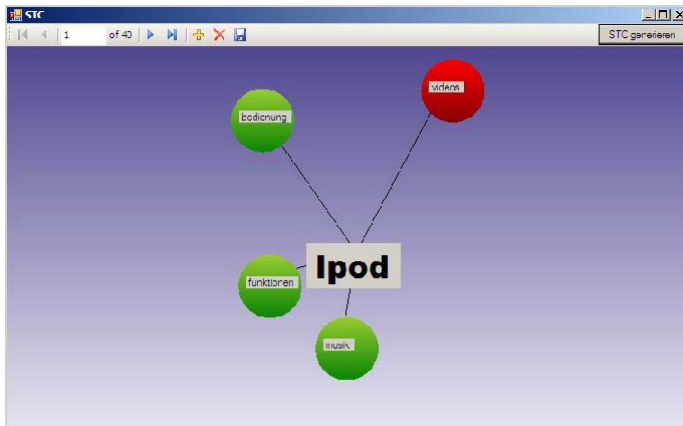 STC
1 of 40 STC generieren
videos
bedienung
Ipod
funktionen
musik